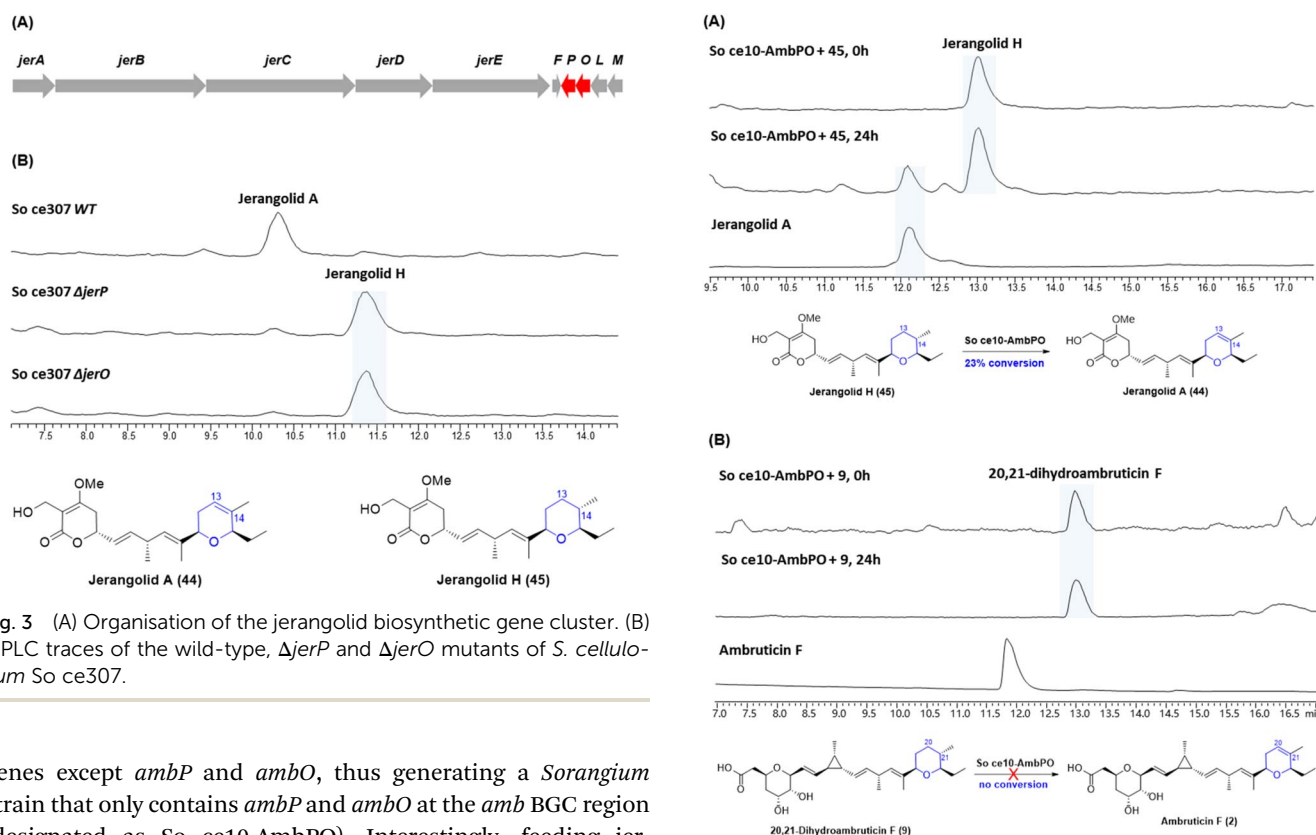 (A)
jerA jerB jerC jerD jerE F P O L M
(B)
So ce307 WT
Jerangolid A
So ce307 ΔjerP
Jerangolid H
So ce307 ΔjerO
7.5 8.0 8.5 9.0 9.5 10.0 10.5 11.0 11.5 12.0 12.5 13.0 13.5 14.0
HO
OMe
O
O
13
14
O
Jerangolid A (44)
HO
OMe
O
O
13
14
O
Jerangolid H (45)
g. 3 (A) Organisation of the jerangolid biosynthetic gene cluster. (B)
PLC traces of the wild-type, ΔjerP and ΔjerO mutants of S. cellulo-
um So ce307.
enes except ambP and ambO, thus generating a Sorangium
train that only contains ambP and ambO at the amb BGC region
(A)
So ce10-AmbPO + 45, 0h
Jerangolid H
So ce10-AmbPO + 45, 24h
Jerangolid A
9.5 10.0 10.5 11.0 11.5 12.0 12.5 13.0 13.5 14.0 14.5 15.0 15.5 16.0 16.5 17.0
HO
OMe
O
O
13
14
O
Jerangolid H (45)
So ce10-AmbPO
23% conversion
HO
OMe
O
O
13
14
O
Jerangolid A (44)
(B)
So ce10-AmbPO + 9, 0h
20,21-dihydroambruticin F
So ce10-AmbPO + 9, 24h
Ambruticin F
7.0 7.5 8.0 8.5 9.0 9.5 10.0 10.5 11.0 11.5 12.0 12.5 13.0 13.5 14.0 14.5 15.0 15.5 16.0 16.5 mi
HO
O
O
OH
OH
20
21
O
20,21-Dihydroambruticin F (9)
So ce10-AmbPO
X
no conversion
HO
O
O
OH
OH
20
21
O
Ambruticin F (2)